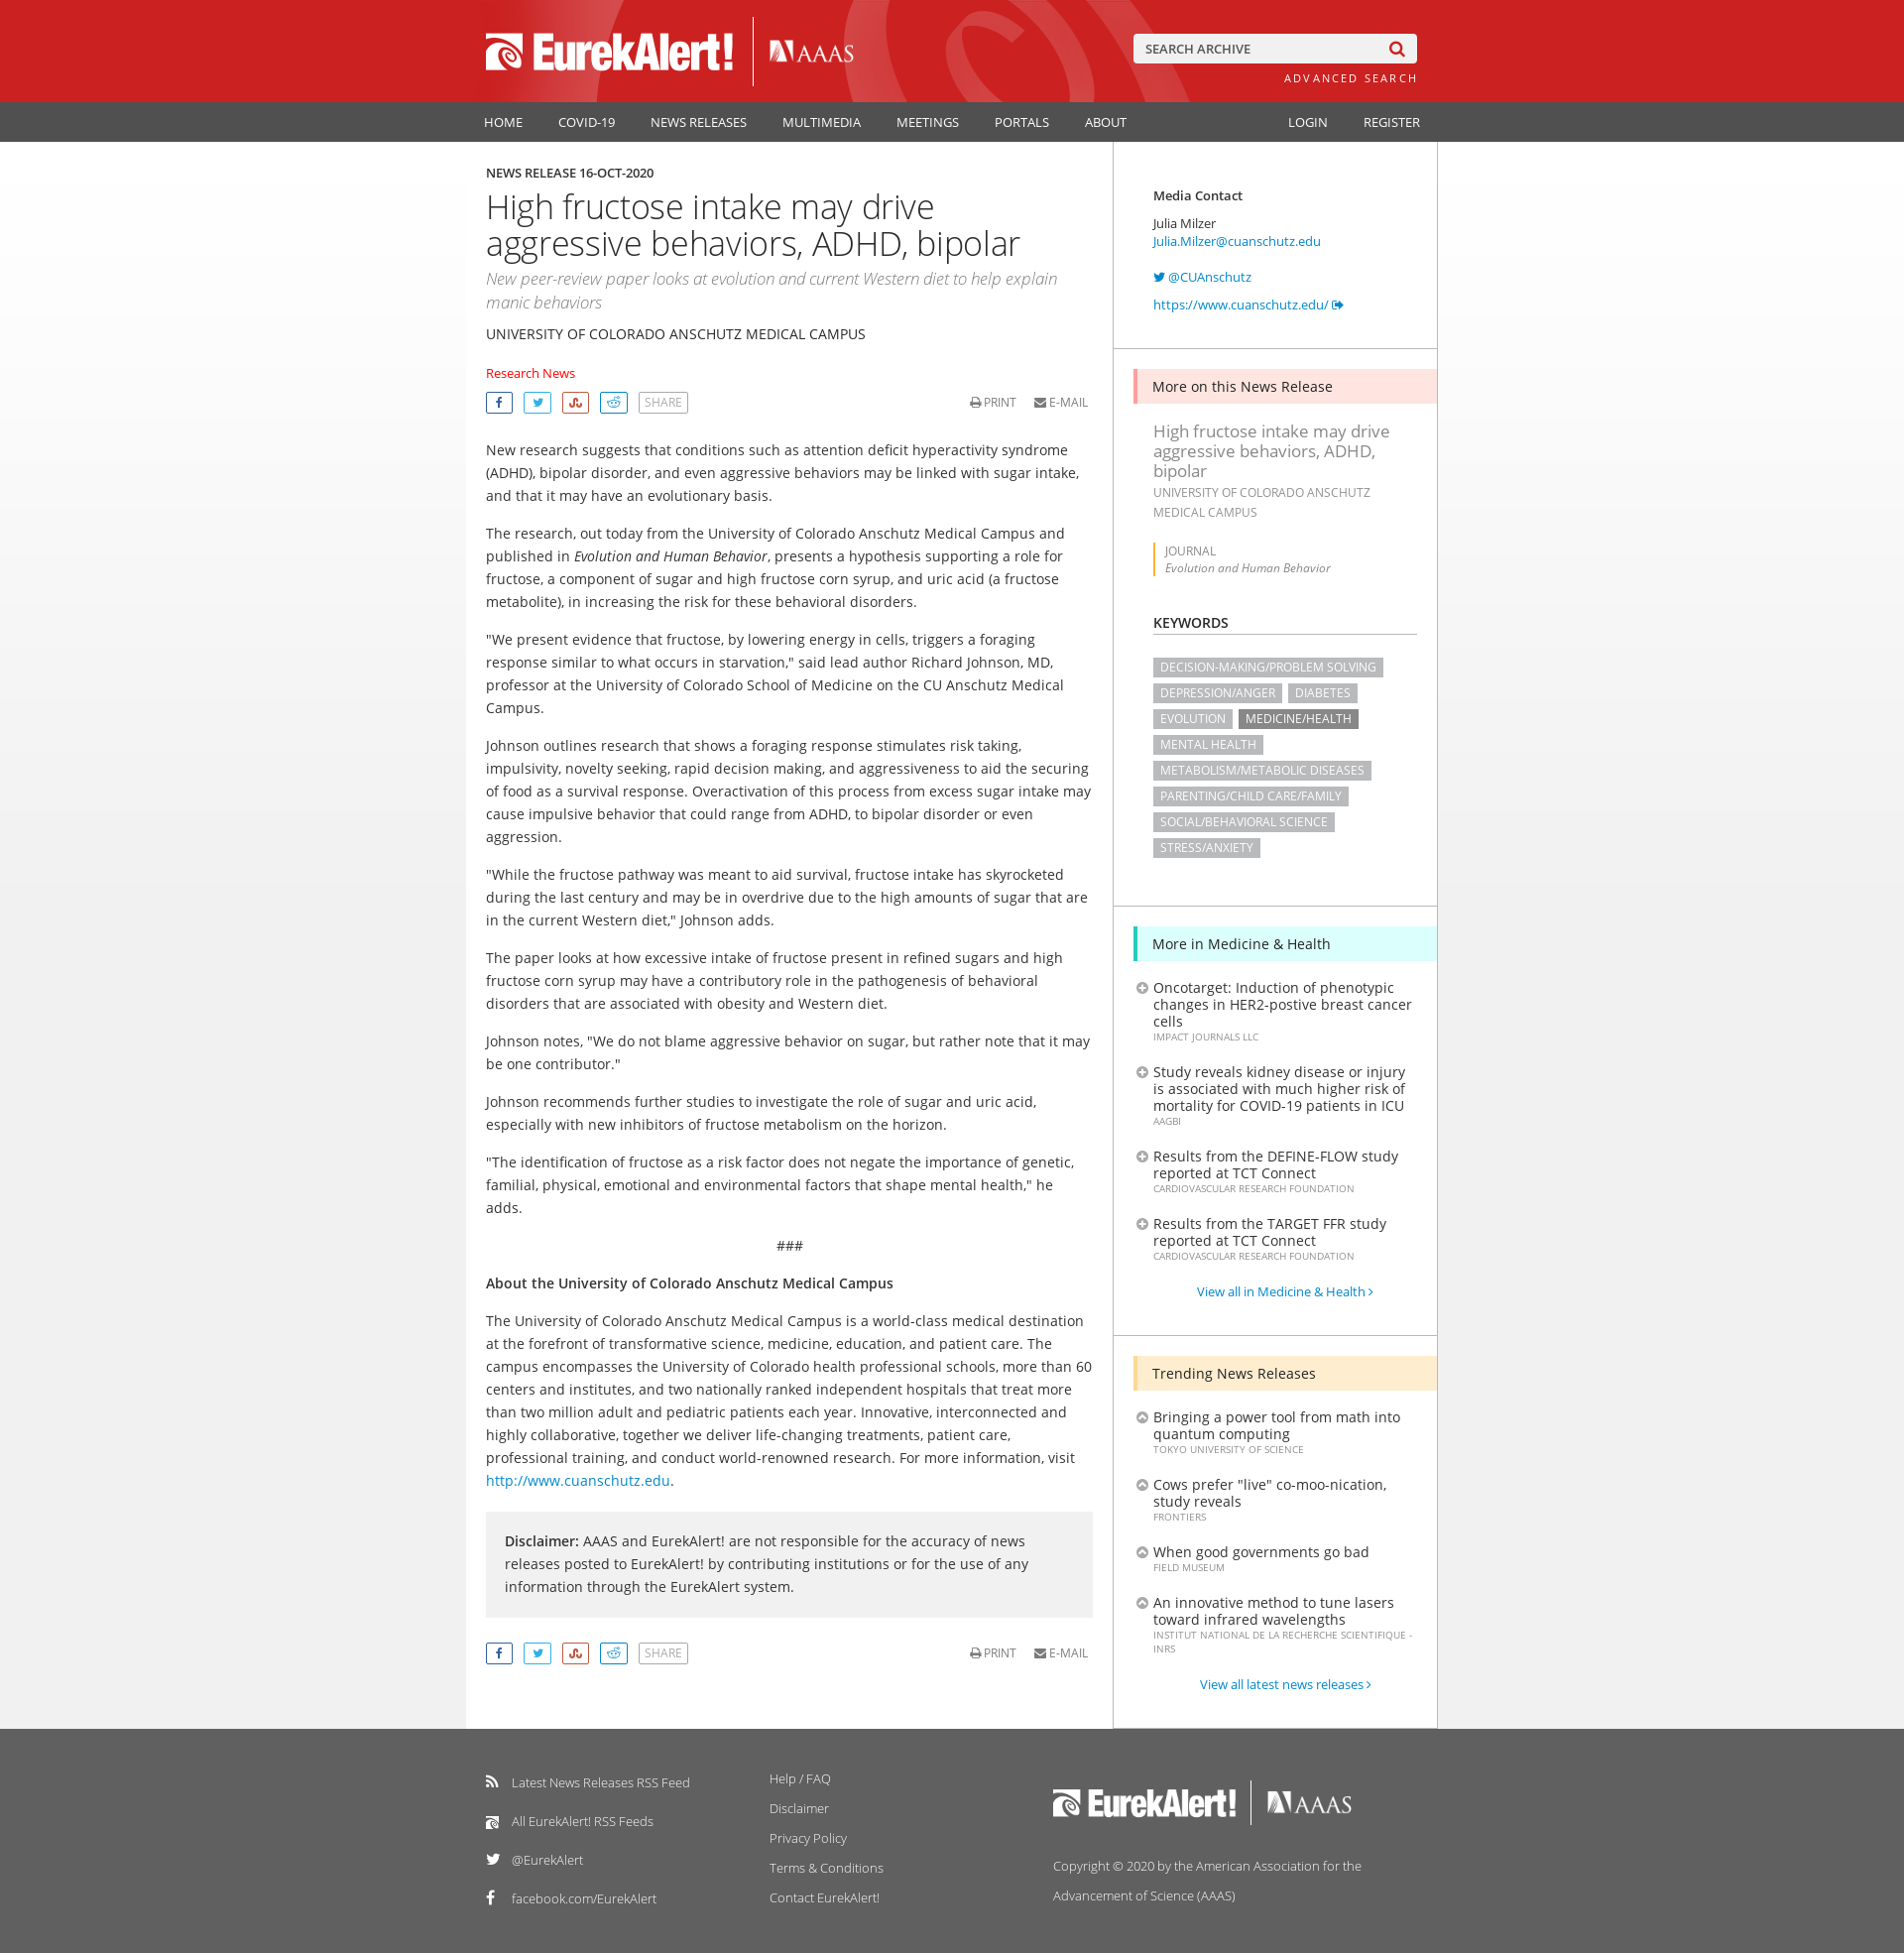 EurekAlert! AAAS
SEARCH ARCHIVE
ADVANCED SEARCH
HOME COVID-19 NEWS RELEASES MULTIMEDIA MEETINGS PORTALS ABOUT LOGIN REGISTER
NEWS RELEASE 16-OCT-2020
High fructose intake may drive
aggressive behaviors, ADHD, bipolar
New peer-review paper looks at evolution and current Western diet to help explain
manic behaviors
UNIVERSITY OF COLORADO ANSCHUTZ MEDICAL CAMPUS
Research News
SHARE PRINT E-MAIL
New research suggests that conditions such as attention deficit hyperactivity syndrome
(ADHD), bipolar disorder, and even aggressive behaviors may be linked with sugar intake,
and that it may have an evolutionary basis.
The research, out today from the University of Colorado Anschutz Medical Campus and
published in Evolution and Human Behavior, presents a hypothesis supporting a role for
fructose, a component of sugar and high fructose corn syrup, and uric acid (a fructose
metabolite), in increasing the risk for these behavioral disorders.
"We present evidence that fructose, by lowering energy in cells, triggers a foraging
response similar to what occurs in starvation," said lead author Richard Johnson, MD,
professor at the University of Colorado School of Medicine on the CU Anschutz Medical
Campus.
Johnson outlines research that shows a foraging response stimulates risk taking,
impulsivity, novelty seeking, rapid decision making, and aggressiveness to aid the securing
of food as a survival response. Overactivation of this process from excess sugar intake may
cause impulsive behavior that could range from ADHD, to bipolar disorder or even
aggression.
"While the fructose pathway was meant to aid survival, fructose intake has skyrocketed
during the last century and may be in overdrive due to the high amounts of sugar that are
in the current Western diet," Johnson adds.
The paper looks at how excessive intake of fructose present in refined sugars and high
fructose corn syrup may have a contributory role in the pathogenesis of behavioral
disorders that are associated with obesity and Western diet.
Johnson notes, "We do not blame aggressive behavior on sugar, but rather note that it may
be one contributor."
Johnson recommends further studies to investigate the role of sugar and uric acid,
especially with new inhibitors of fructose metabolism on the horizon.
"The identification of fructose as a risk factor does not negate the importance of genetic,
familial, physical, emotional and environmental factors that shape mental health," he
adds.
###
About the University of Colorado Anschutz Medical Campus
The University of Colorado Anschutz Medical Campus is a world-class medical destination
at the forefront of transformative science, medicine, education, and patient care. The
campus encompasses the University of Colorado health professional schools, more than 60
centers and institutes, and two nationally ranked independent hospitals that treat more
than two million adult and pediatric patients each year. Innovative, interconnected and
highly collaborative, together we deliver life-changing treatments, patient care,
professional training, and conduct world-renowned research. For more information, visit
http://www.cuanschutz.edu.
Disclaimer: AAAS and EurekAlert! are not responsible for the accuracy of news
releases posted to EurekAlert! by contributing institutions or for the use of any
information through the EurekAlert system.
SHARE PRINT E-MAIL
Media Contact
Julia Milzer
Julia.Milzer@cuanschutz.edu
@CUAnschutz
https://www.cuanschutz.edu/
More on this News Release
High fructose intake may drive
aggressive behaviors, ADHD,
bipolar
UNIVERSITY OF COLORADO ANSCHUTZ
MEDICAL CAMPUS
JOURNAL
Evolution and Human Behavior
KEYWORDS
DECISION-MAKING/PROBLEM SOLVING
DEPRESSION/ANGER DIABETES
EVOLUTION MEDICINE/HEALTH
MENTAL HEALTH
METABOLISM/METABOLIC DISEASES
PARENTING/CHILD CARE/FAMILY
SOCIAL/BEHAVIORAL SCIENCE
STRESS/ANXIETY
More in Medicine & Health
Oncotarget: Induction of phenotypic
changes in HER2-postive breast cancer
cells
IMPACT JOURNALS LLC
Study reveals kidney disease or injury
is associated with much higher risk of
mortality for COVID-19 patients in ICU
AAGBI
Results from the DEFINE-FLOW study
reported at TCT Connect
CARDIOVASCULAR RESEARCH FOUNDATION
Results from the TARGET FFR study
reported at TCT Connect
CARDIOVASCULAR RESEARCH FOUNDATION
View all in Medicine & Health
Trending News Releases
Bringing a power tool from math into
quantum computing
TOKYO UNIVERSITY OF SCIENCE
Cows prefer "live" co-moo-nication,
study reveals
FRONTIERS
When good governments go bad
FIELD MUSEUM
An innovative method to tune lasers
toward infrared wavelengths
INSTITUT NATIONAL DE LA RECHERCHE SCIENTIFIQUE -
INRS
View all latest news releases
Latest News Releases RSS Feed
All EurekAlert! RSS Feeds
@EurekAlert
facebook.com/EurekAlert
Help / FAQ
Disclaimer
Privacy Policy
Terms & Conditions
Contact EurekAlert!
EurekAlert! AAAS
Copyright © 2020 by the American Association for the
Advancement of Science (AAAS)